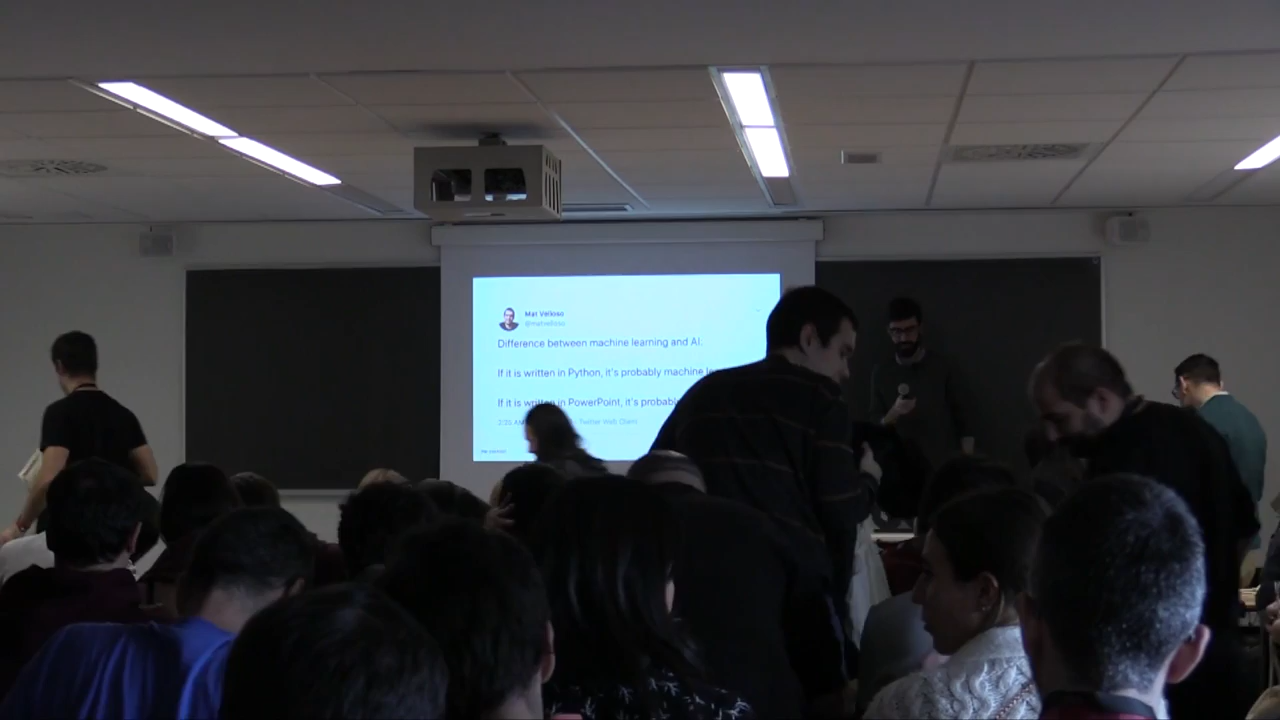 Mat Velloso
@matvelloso
Difference between machine learning and AI:
If it is written in Python, it's probably machine
If it is written in PowerPoint, it's probably
Twitter Web Client